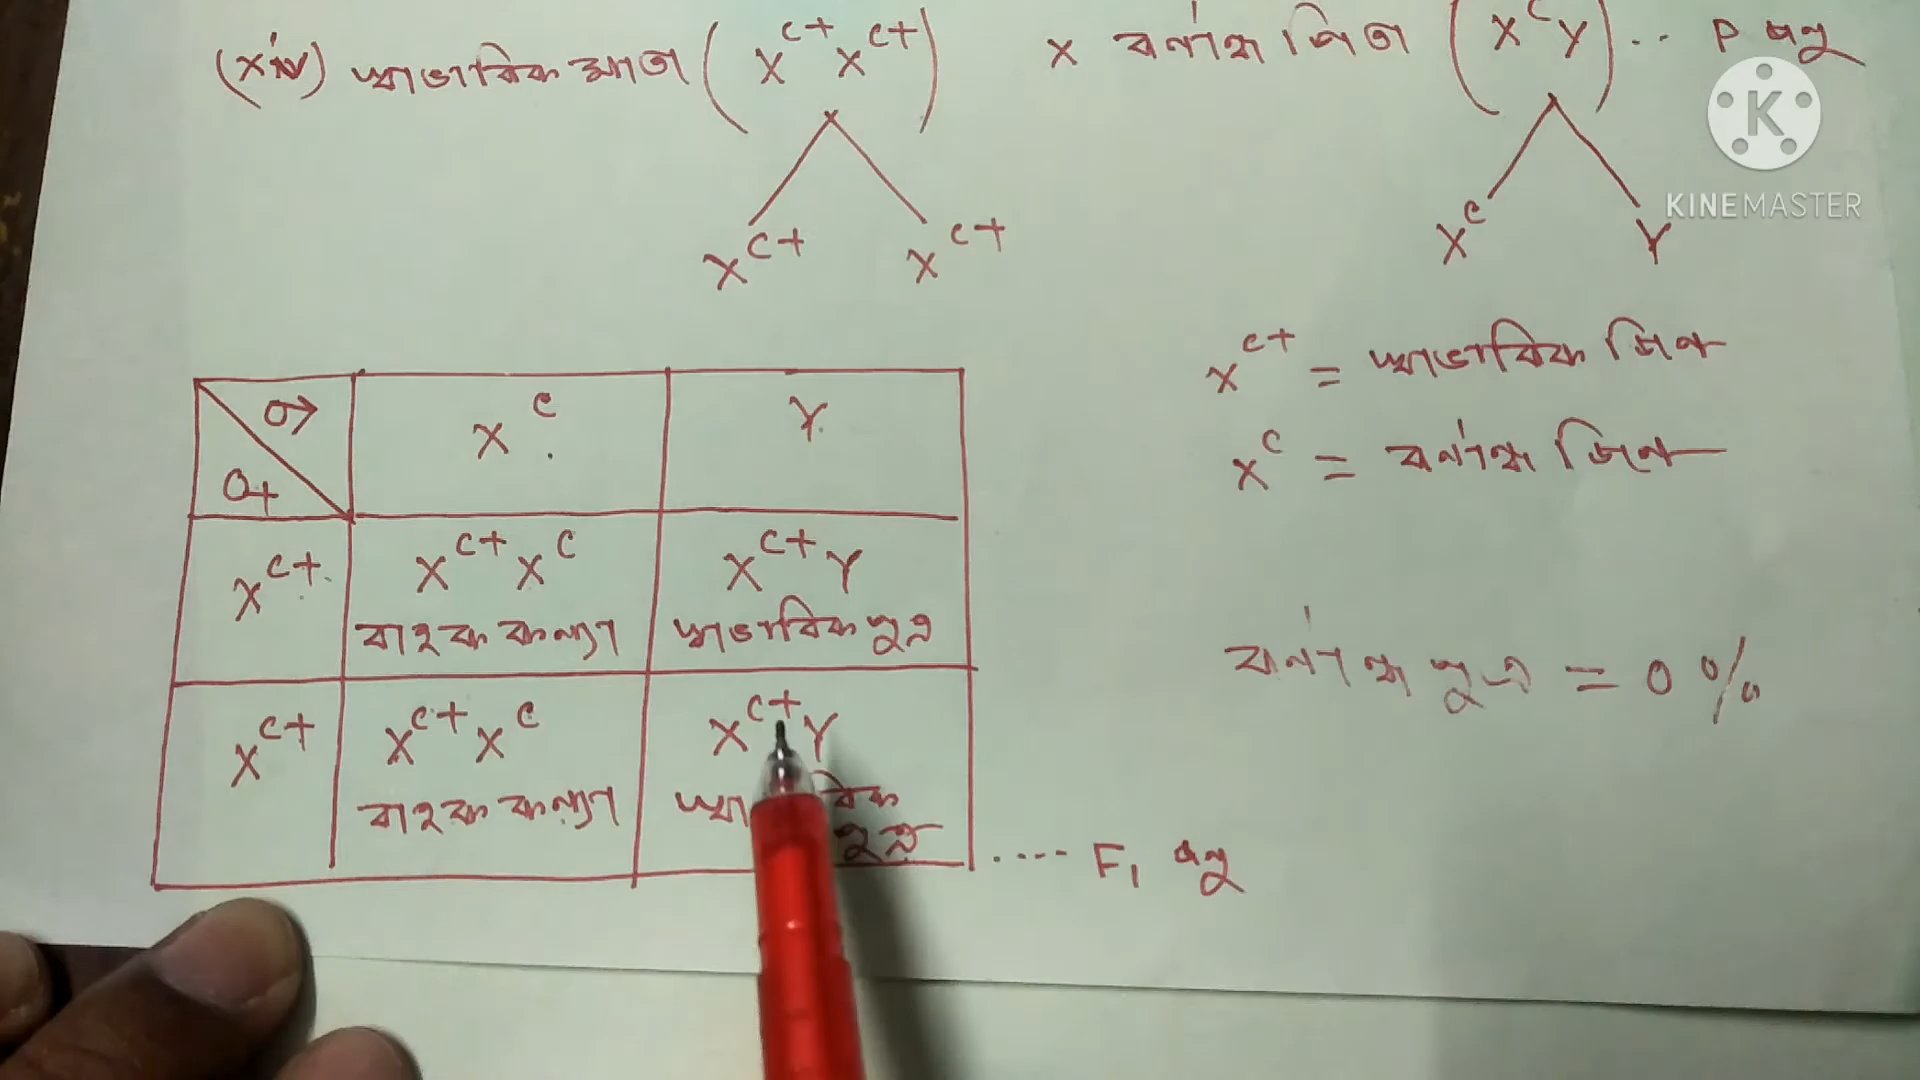 (xiv) স্বাভাবিক মাতা (X^{c+} X^{c+}) x বর্ণান্ধ পিতা (X^c Y) .. P জনু
X^{c+} X^{c+} X^c Y
K
KINEMASTER
X^{c+} = স্বাভাবিক জিন
X^c = বর্ণান্ধ জিন
♂ X^c Y
♀
X^{c+} X^{c+} X^c X^{c+} Y
বাহক কন্যা স্বাভাবিক পুত্র
বর্ণান্ধ পুত্র = 0 %
X^{c+} X^{c+} X^c X^{c+} Y
বাহক কন্যা পুত্র
.... F₁ জনু